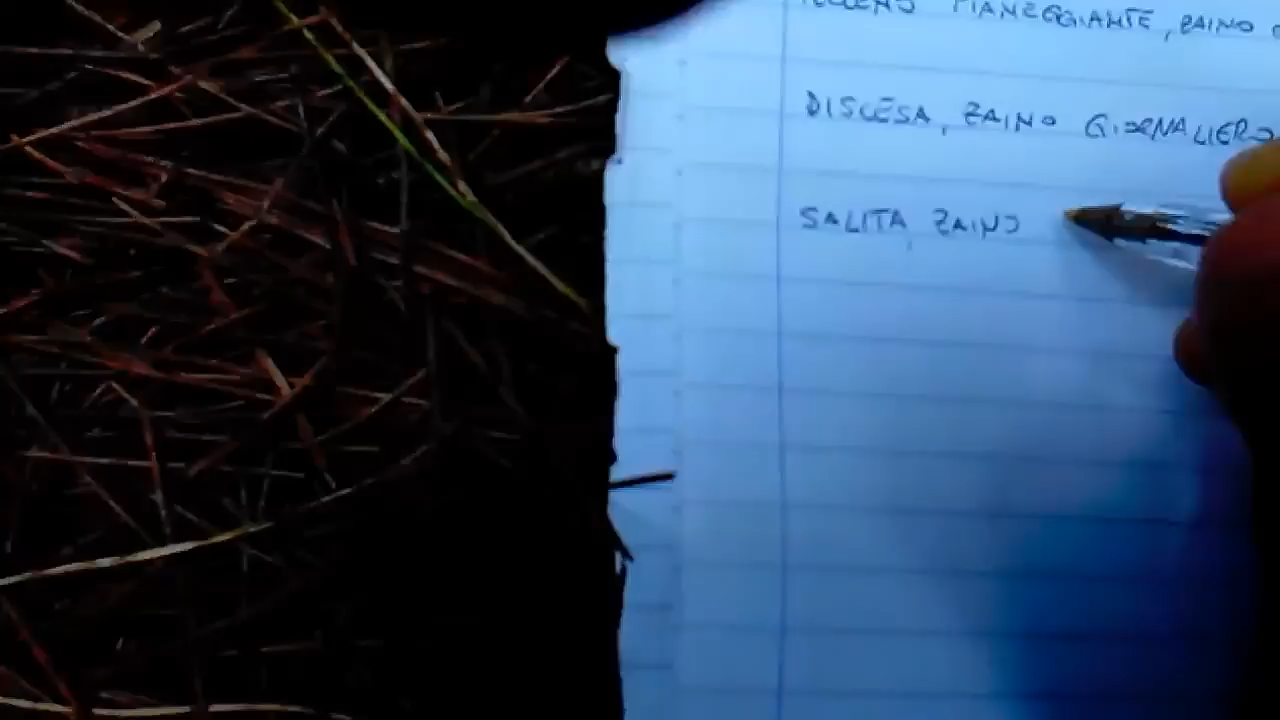 PIANEGGIANTE, ZAINO
DISCESA, ZAINO GIORNALIERO
SALITA, ZAINO